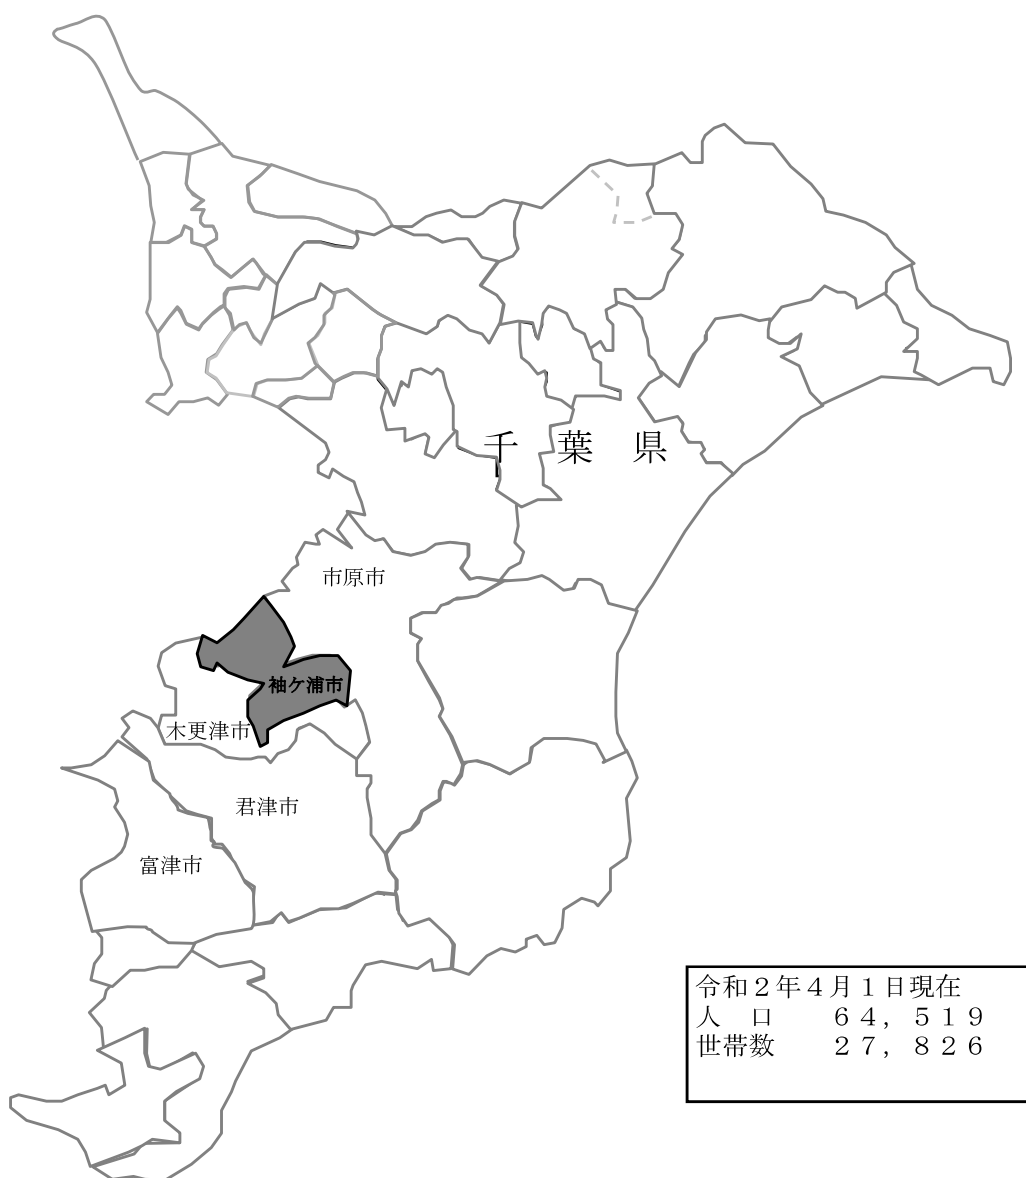 千　葉　県
市原市
袖ケ浦市
木更津市
君津市
富津市
令和２年４月１日現在
人　口　　６４，５１９
世帯数　　２７，８２６